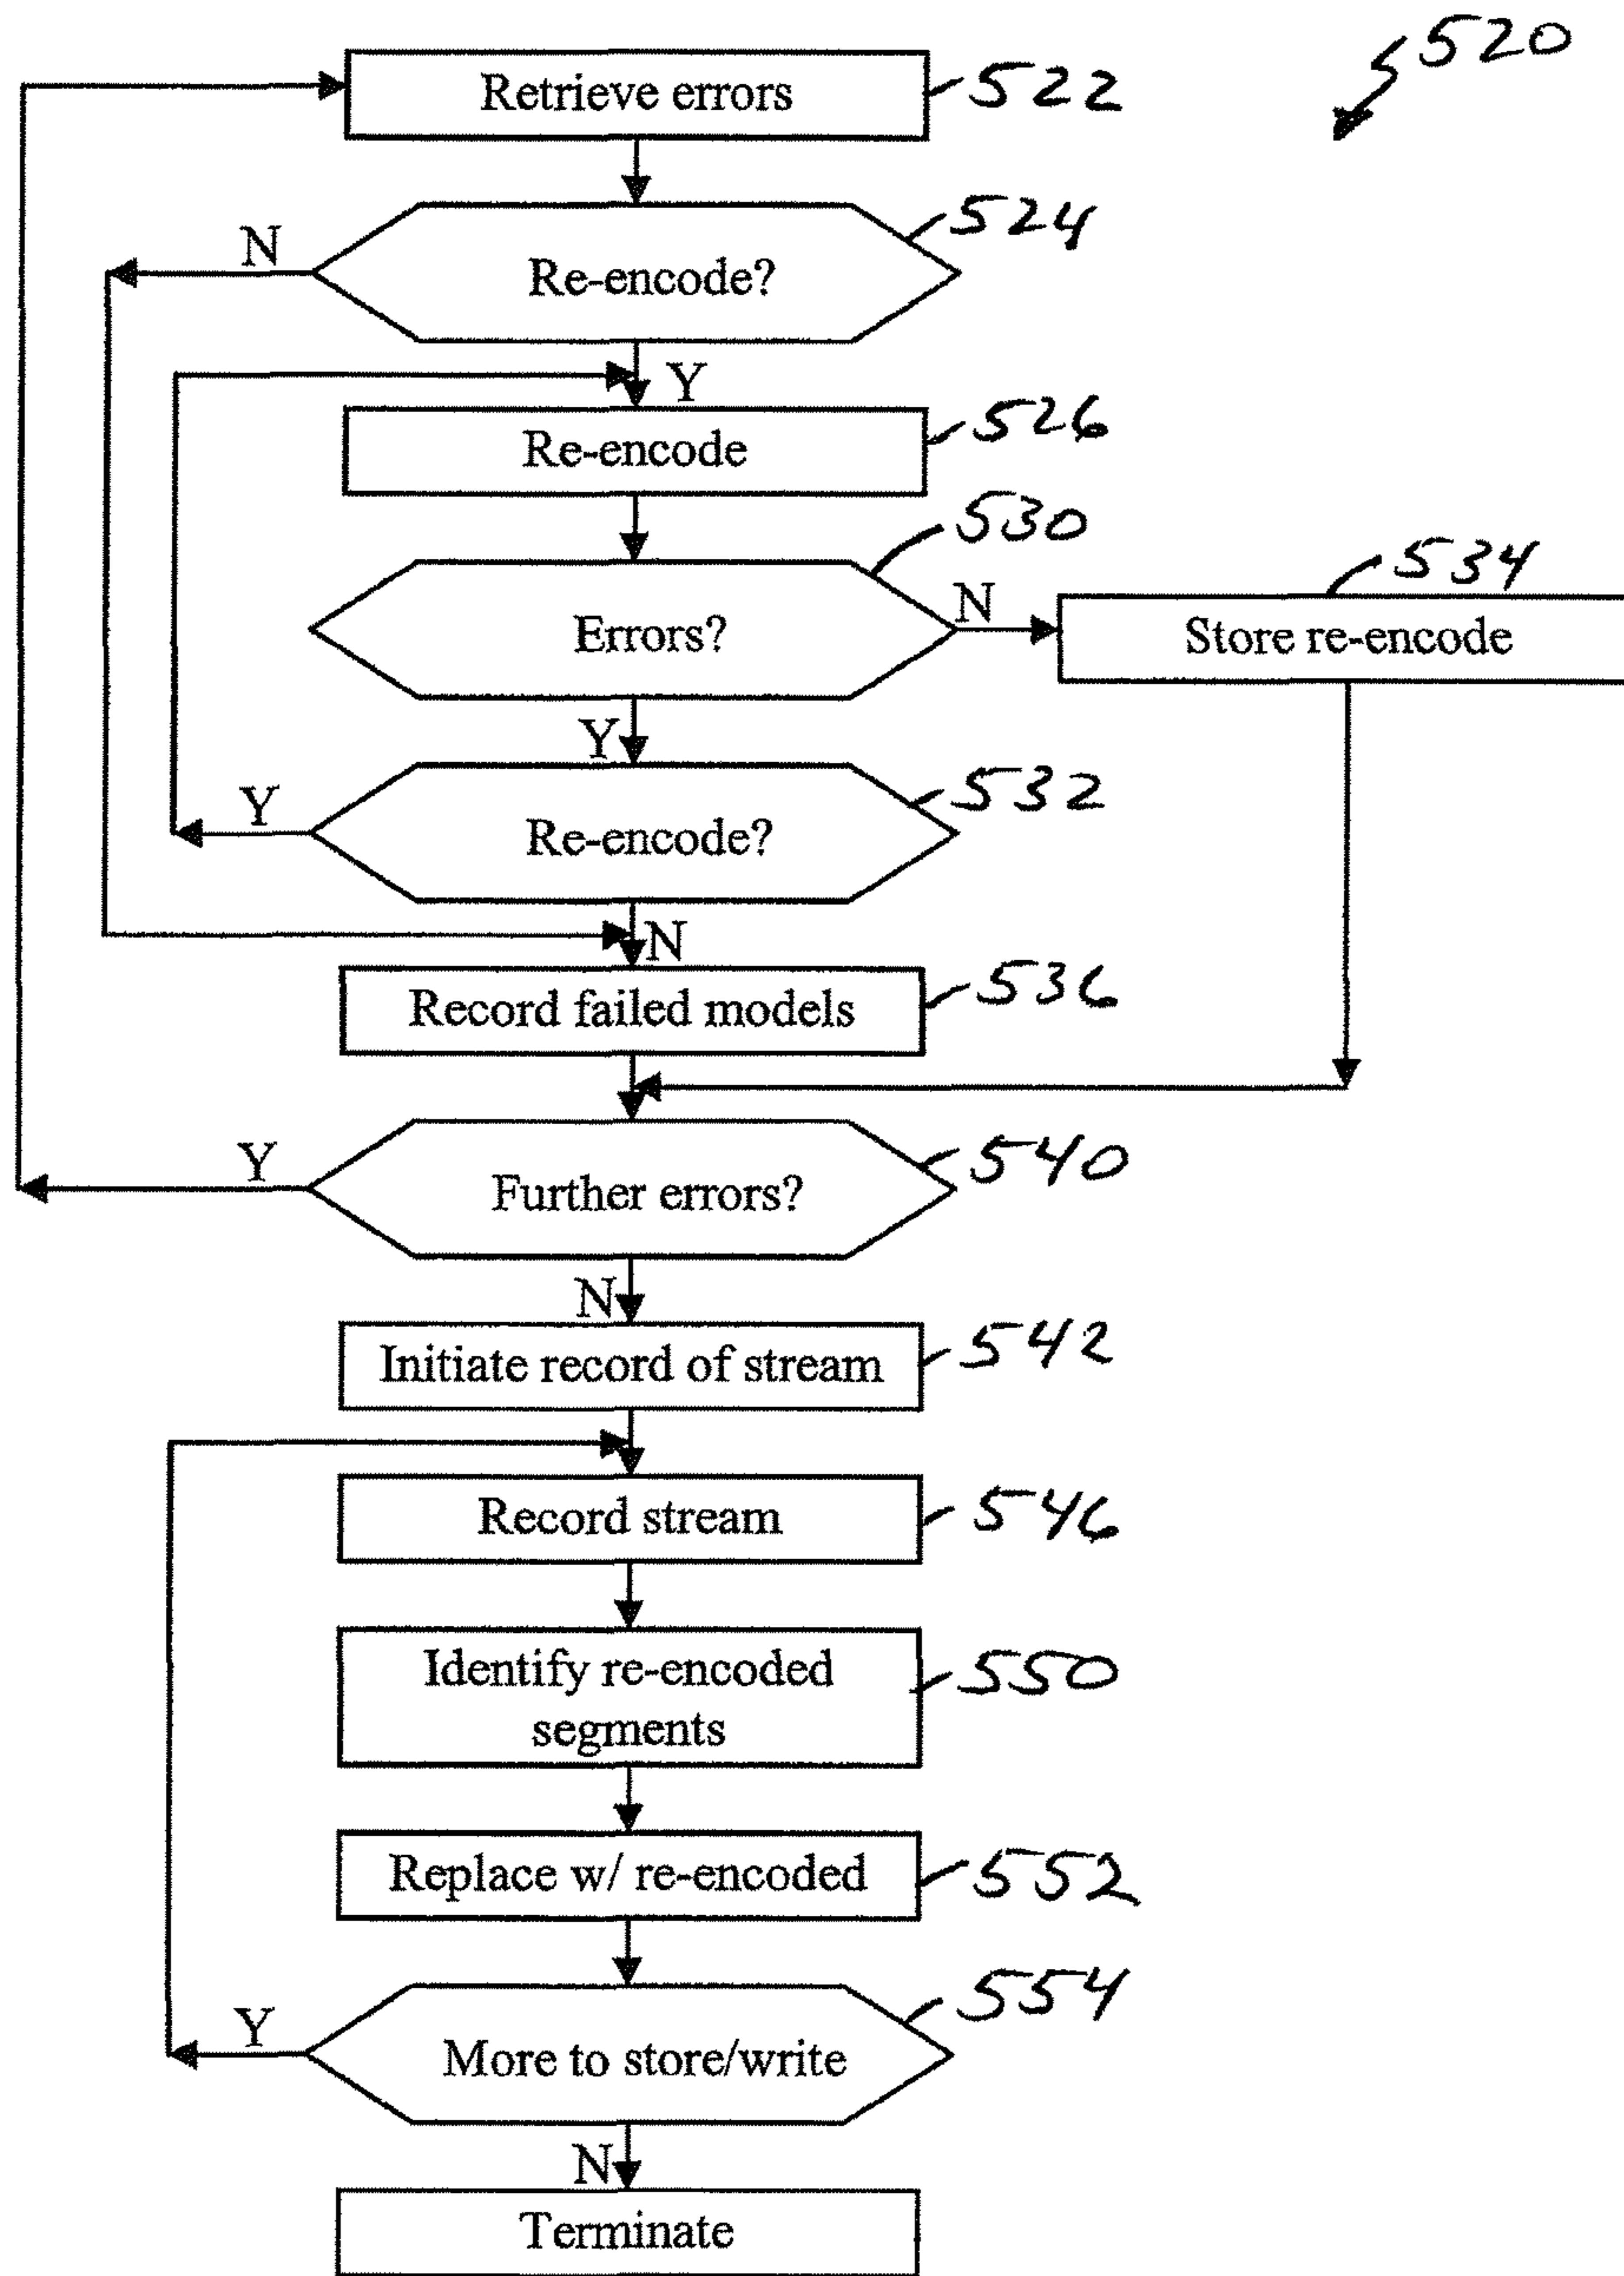 520
Retrieve errors
522
524
N
Re-encode?
Y
Re-encode
526
530
Errors?
N
534
Store re-encode
Y
532
Y
Re-encode?
N
Record failed models
536
540
Y
Further errors?
N
Initiate record of stream
542
Record stream
546
Identify re-encoded
segments
550
Replace w/ re-encoded
552
554
Y
More to store/write
N
Terminate